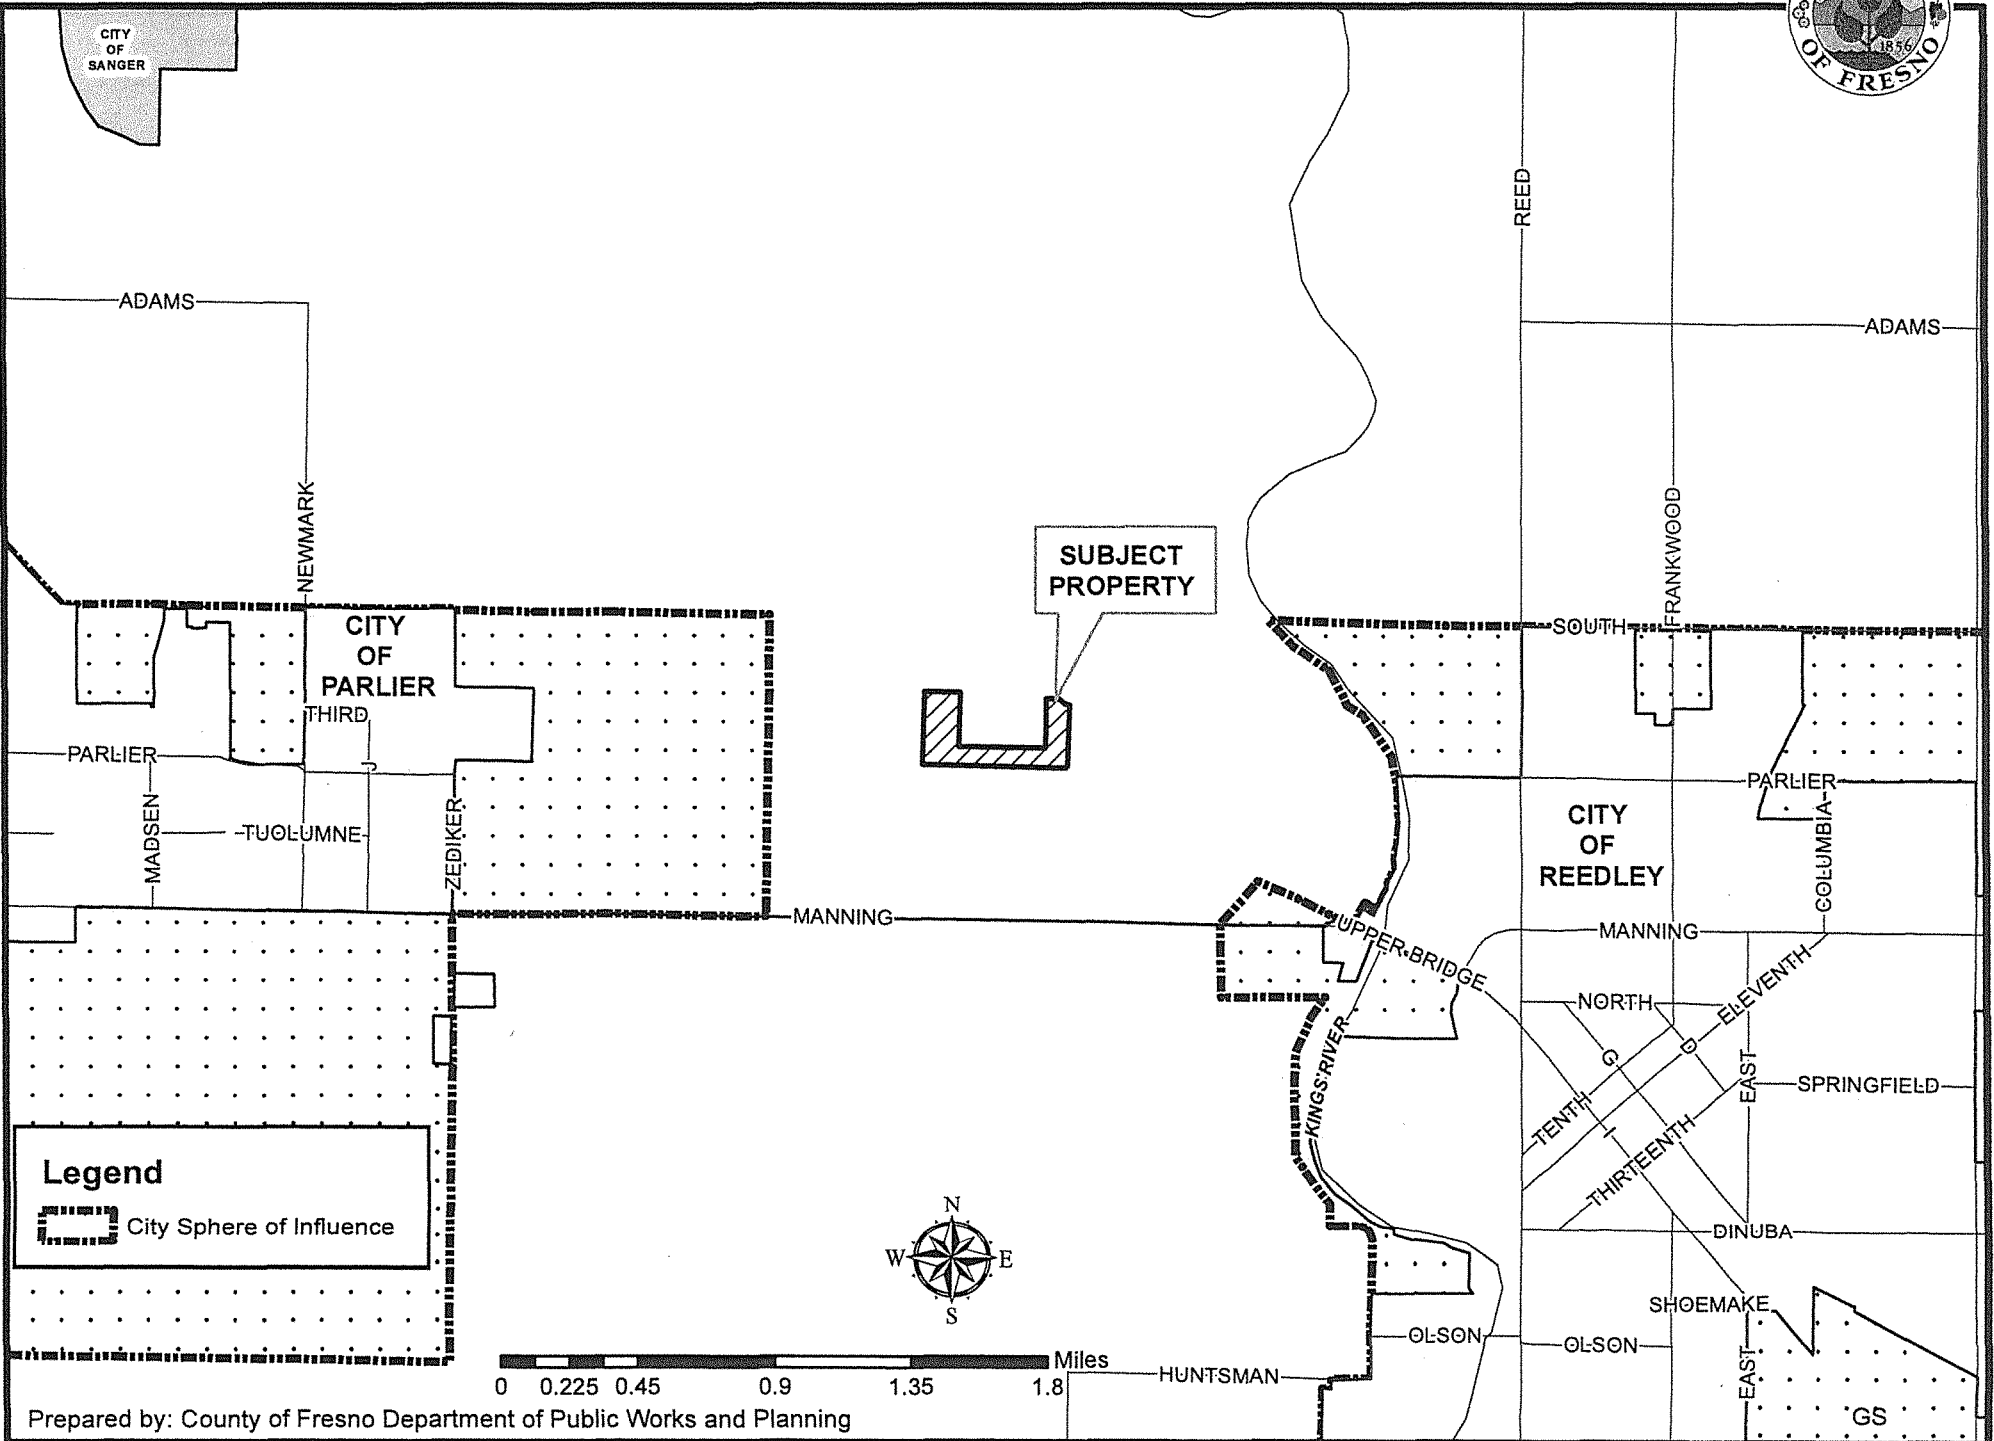 CITY
OF
SANGER
1856
OF FRESNO
REED
ADAMS
ADAMS
NEWMARK
FRANKWOOD
SUBJECT
PROPERTY
CITY
OF
PARLIER
SOUTH
THIRD
PARLIER
J
PARLIER
MADSEN
TUOLUMNE
ZEDIKER
CITY
OF
REEDLEY
COLUMBIA
MANNING
UPPER BRIDGE
MANNING
NORTH
ELEVENTH
G
D
KINGS RIVER
EAST
SPRINGFIELD
TENTH
I
THIRTEENTH
Legend
City Sphere of Influence
N
W
E
S
DINUBA
SHOEMAKE
OLSON
OLSON
EAST
HUNTSMAN
Miles
0 0.225 0.45 0.9 1.35 1.8
GS
Prepared by: County of Fresno Department of Public Works and Planning